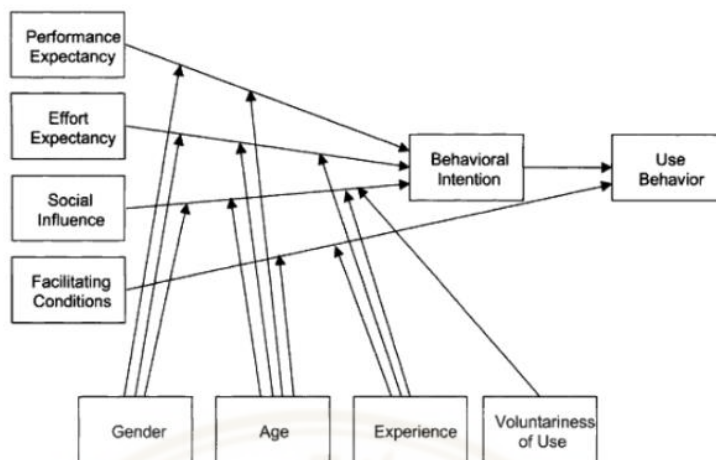 Performance
Expectancy
Effort
Expectancy
Social
Influence
Facilitating
Conditions
Behavioral
Intention
Use
Behavior
Gender
Age
Experience
Voluntariness
of Use